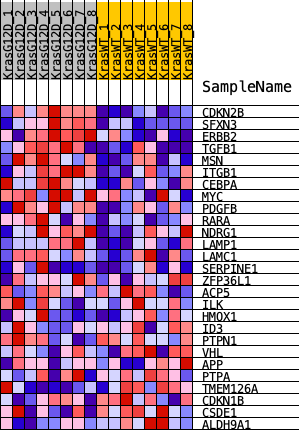 KrasG12D_1
KrasG12D_2
KrasG12D_3
KrasG12D_4
KrasG12D_5
KrasG12D_6
KrasG12D_7
KrasG12D_8
KrasWT_1
KrasWT_2
KrasWT_3
KrasWT_4
KrasWT_5
KrasWT_6
KrasWT_7
KrasWT_8
SampleName
CDKN2B
SFXN3
ERBB2
TGFB1
MSN
ITGB1
CEBPA
MYC
PDGFB
RARA
NDRG1
LAMP1
LAMC1
SERPINE1
ZFP36L1
ACP5
ILK
HMOX1
ID3
PTPN1
VHL
APP
PTPA
TMEM126A
CDKN1B
CSDE1
ALDH9A1